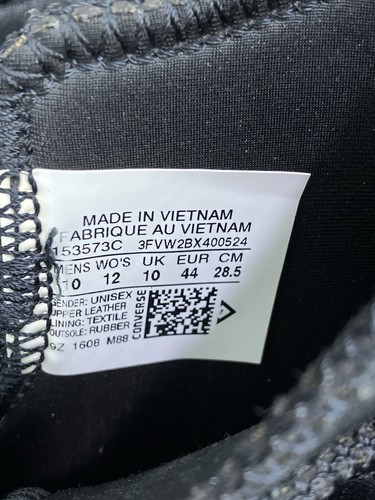 MADE IN VIETNAM
FABRIQUE AU VIETNAM
153573C 3FVW2BX400524
MENS WO'S UK EUR CM
10 12 10 44 28.5
GENDER: UNISEX
UPPER LEATHER
LINING: TEXTILE
OUTSOLE: RUBBER
CONVERSE
9Z 1608 M88